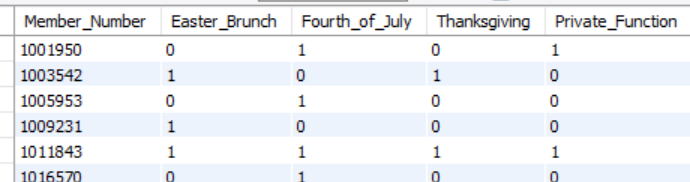 Member_Number Easter_Brunch Fourth_of_July Thanksgiving Private_Function
1001950 0 1 0 1
1003542 1 0 1 0
1005953 0 1 0 0
1009231 1 0 0 0
1011843 1 1 1 1
1016570 0 1 0 0